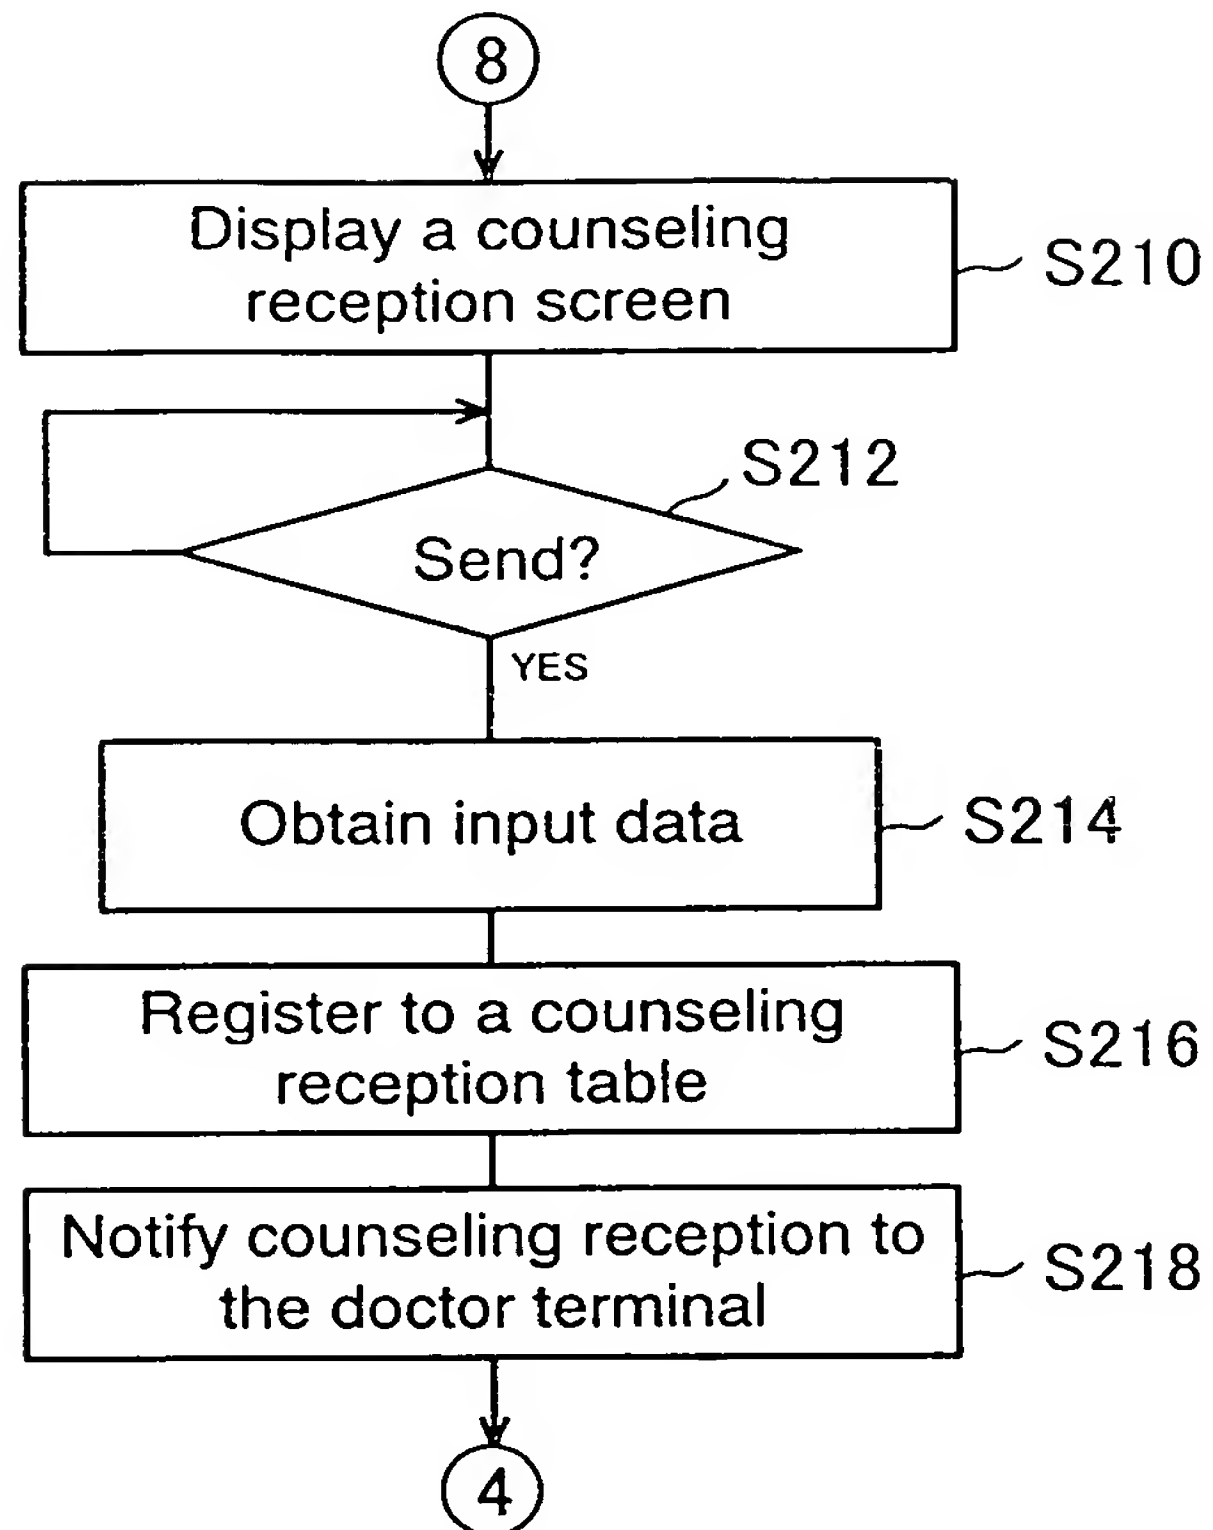 8
Display a counseling
reception screen
S210
S212
Send?
YES
Obtain input data
S214
Register to a counseling
reception table
S216
Notify counseling reception to
the doctor terminal
S218
4